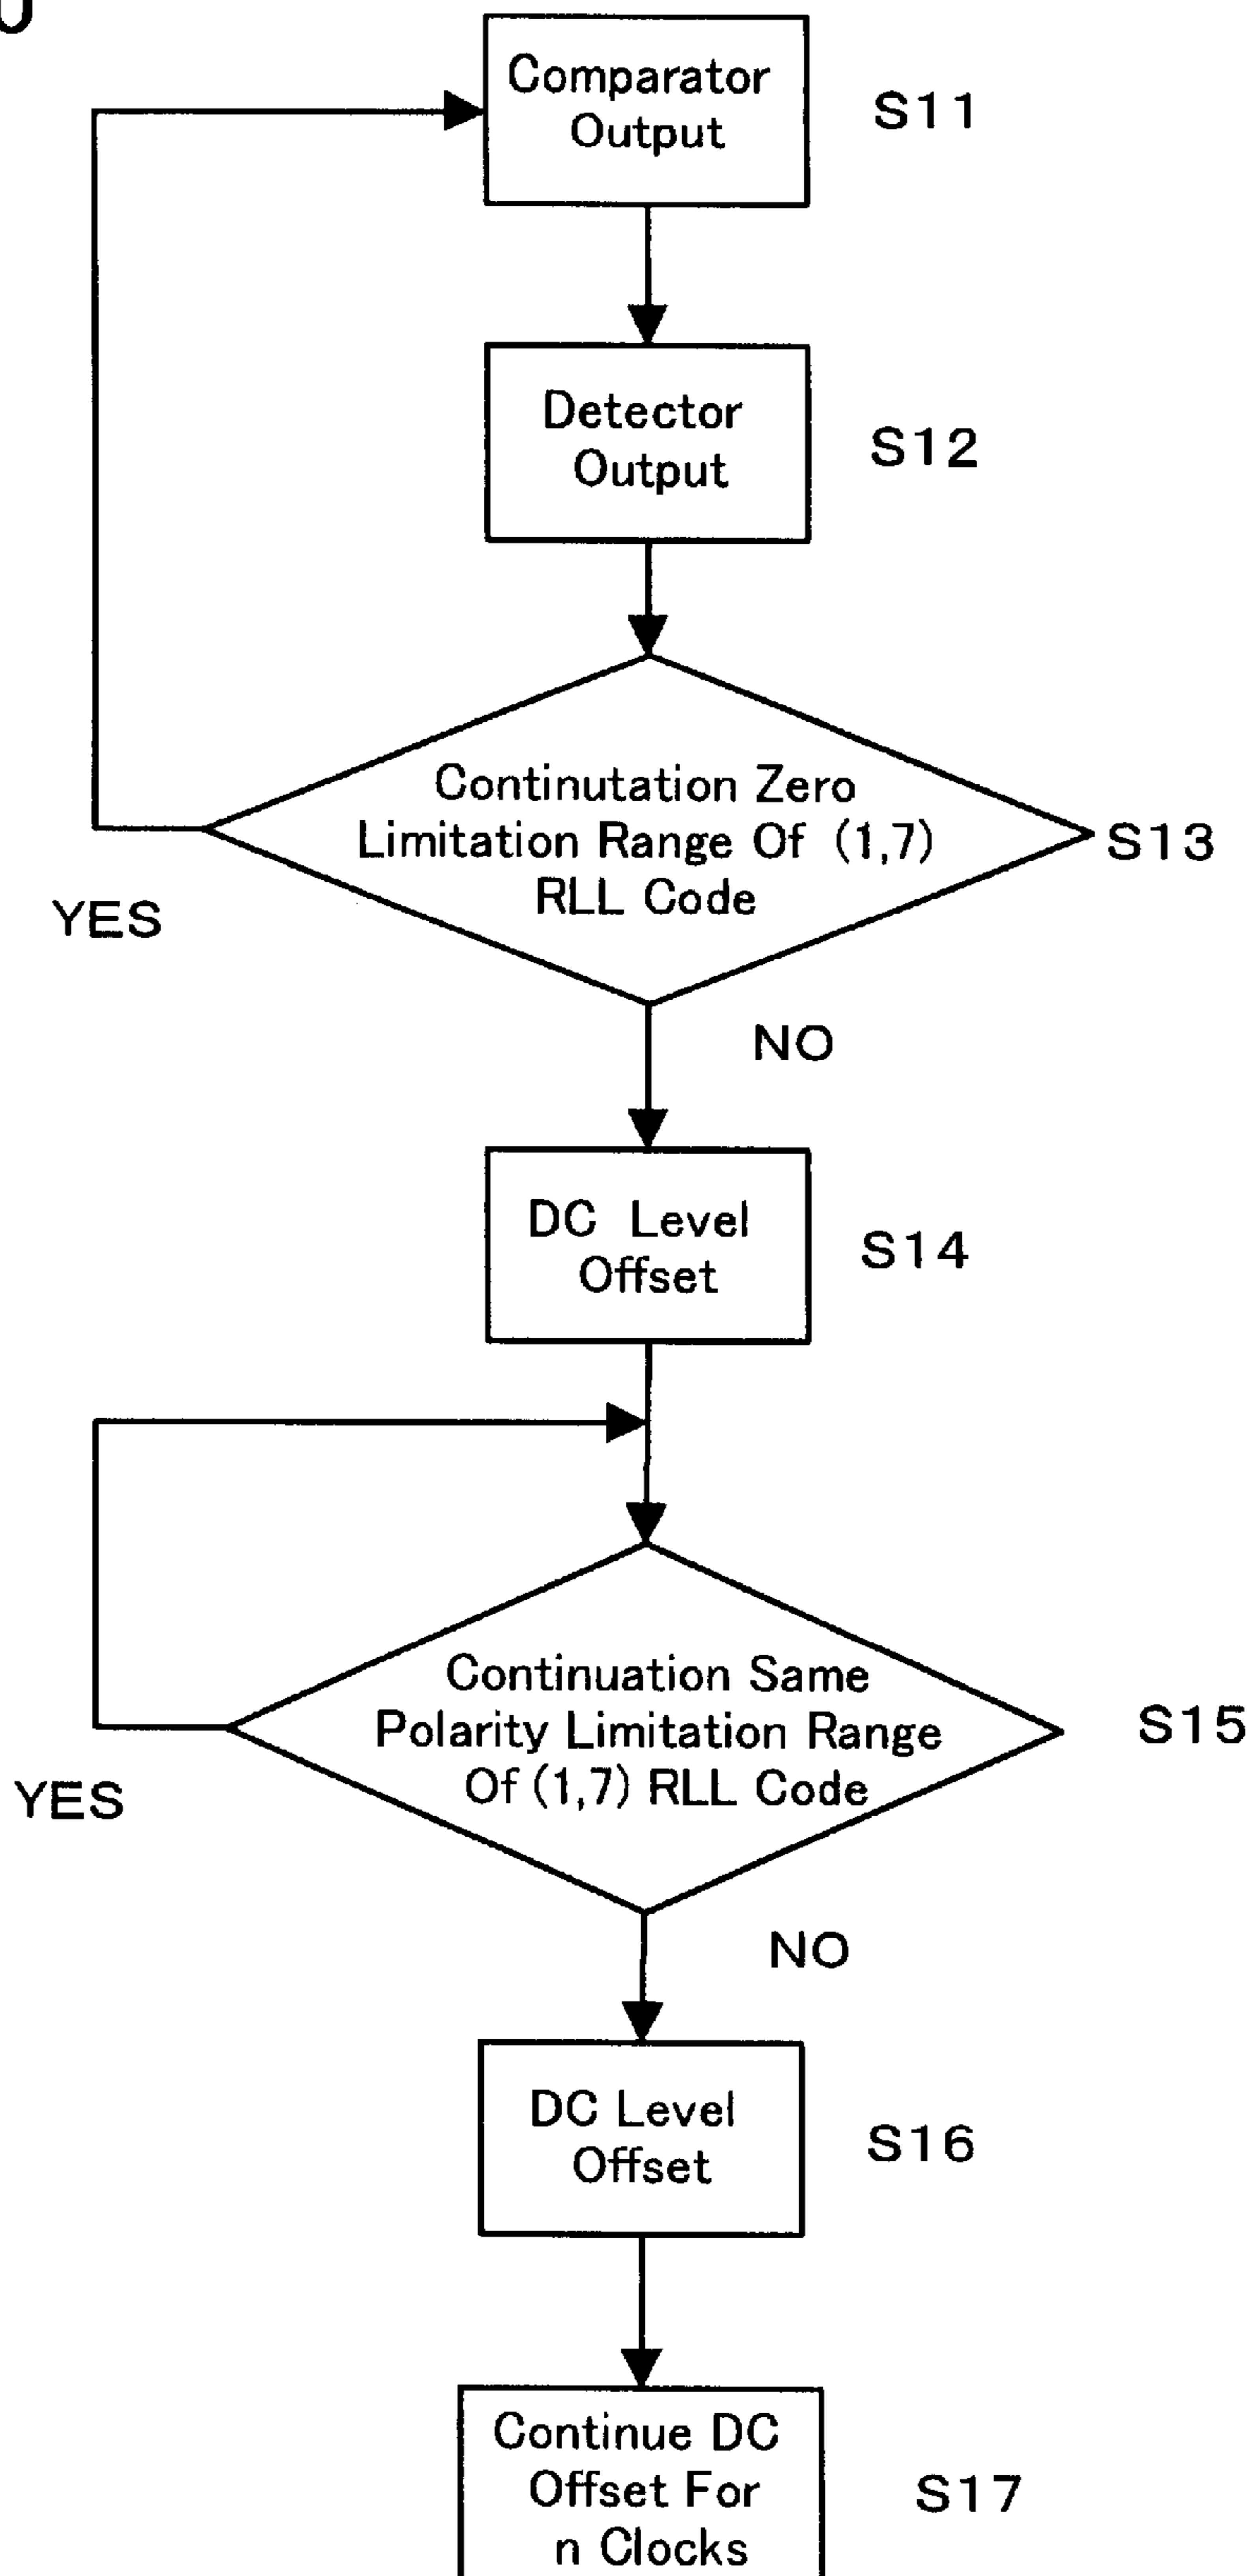 Comparator
Output
S11
Detector
Output
S12
Continutation Zero
Limitation Range Of (1,7)
RLL Code
S13
YES
NO
DC Level
Offset
S14
Continuation Same
Polarity Limitation Range
Of (1,7) RLL Code
S15
YES
NO
DC Level
Offset
S16
Continue DC
Offset For
n Clocks
S17